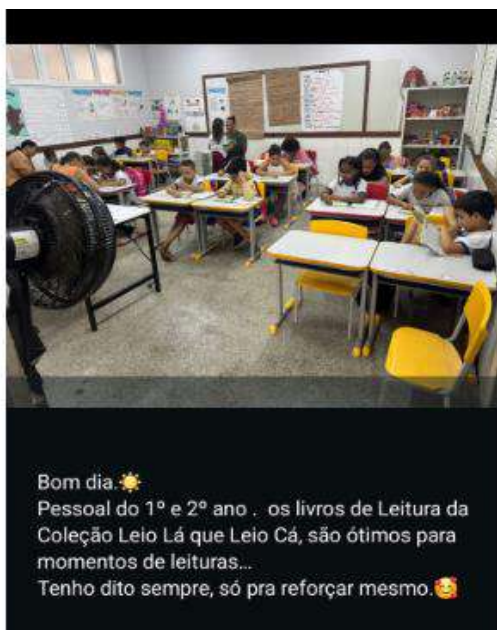 Bom dia.☀️
Pessoal do 1º e 2º ano .  os livros de Leitura da
Coleção Leio Lá que Leio Cá, são ótimos para
momentos de leituras...
Tenho dito sempre, só pra reforçar mesmo.🥰